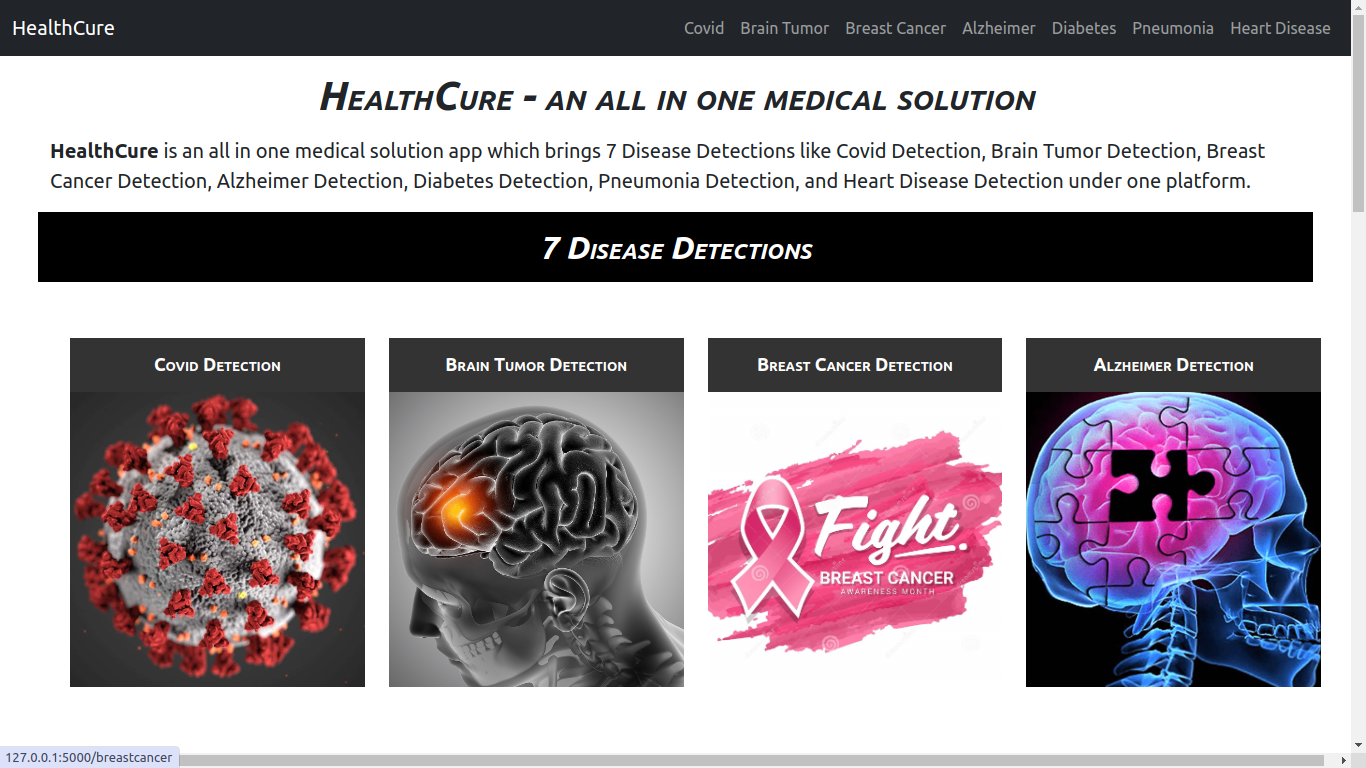 HealthCure
Covid Brain Tumor Breast Cancer Alzheimer Diabetes Pneumonia Heart Disease
HealthCure - an all in one medical solution
HealthCure is an all in one medical solution app which brings 7 Disease Detections like Covid Detection, Brain Tumor Detection, Breast
Cancer Detection, Alzheimer Detection, Diabetes Detection, Pneumonia Detection, and Heart Disease Detection under one platform.
7 Disease Detections
Covid Detection
Brain Tumor Detection
Breast Cancer Detection
Alzheimer Detection
Fight
BREAST CANCER
AWARENESS MONTH
127.0.0.1:5000/breastcancer